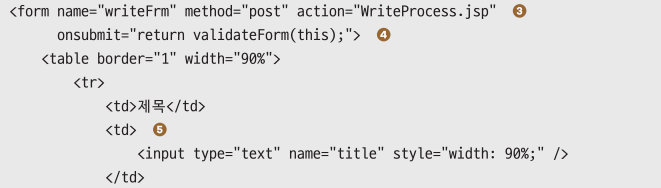 <form name="writeFrm" method="post" action="WriteProcess.jsp" ❸
onsubmit="return validateForm(this);"> ❹
<table border="1" width="90%">
<tr>
<td>제목</td>
<td> ❺
<input type="text" name="title" style="width: 90%;" />
</td>